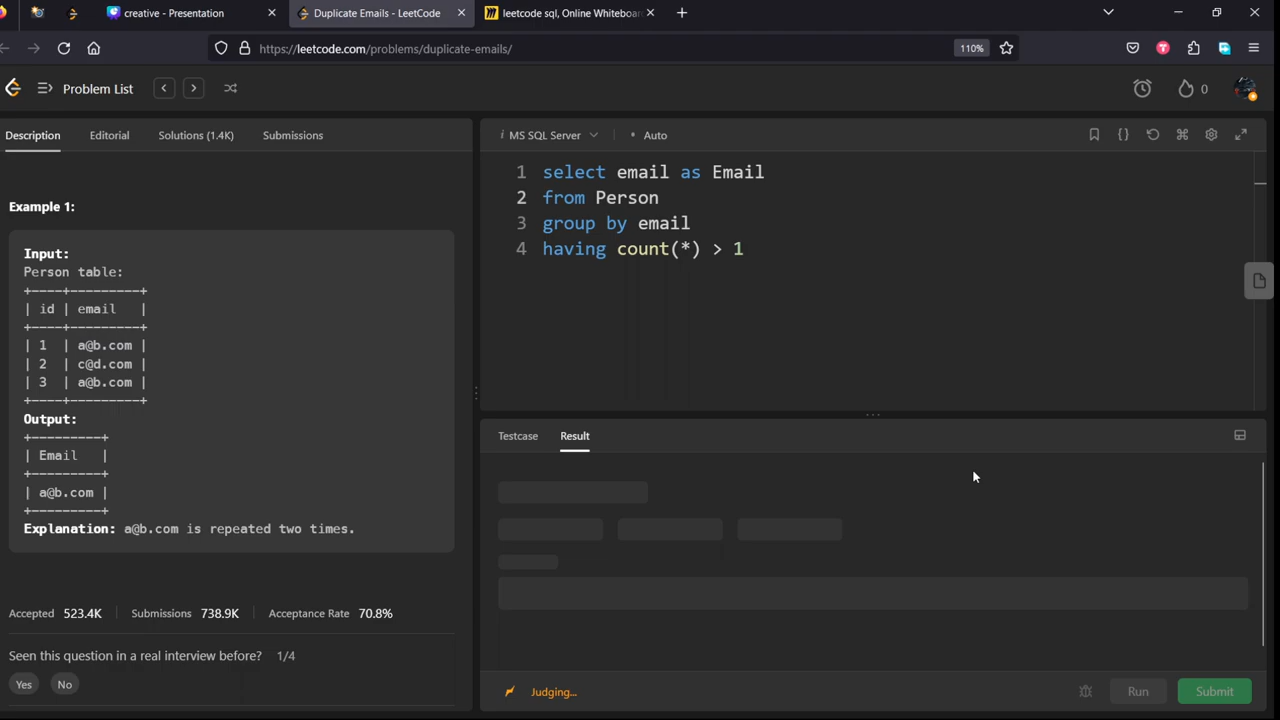 creative - Presentation
Duplicate Emails - LeetCode
leetcode sql, Online Whiteboar
https://leetcode.com/problems/duplicate-emails/
110%
Problem List
0
Description
Editorial
Solutions (1.4K)
Submissions
Example 1:
Input:
Person table:
+----+---------+
| id | email   |
+----+---------+
| 1  | a@b.com |
| 2  | c@d.com |
| 3  | a@b.com |
+----+---------+
Output:
+---------+
| Email   |
+---------+
| a@b.com |
+---------+
Explanation: a@b.com is repeated two times.
Accepted 523.4K
Submissions 738.9K
Acceptance Rate 70.8%
Seen this question in a real interview before? 1/4
Yes
No
i MS SQL Server
• Auto
{}
1 select email as Email
2 from Person
3 group by email
4 having count(*) > 1
Testcase
Result
Judging...
Run
Submit